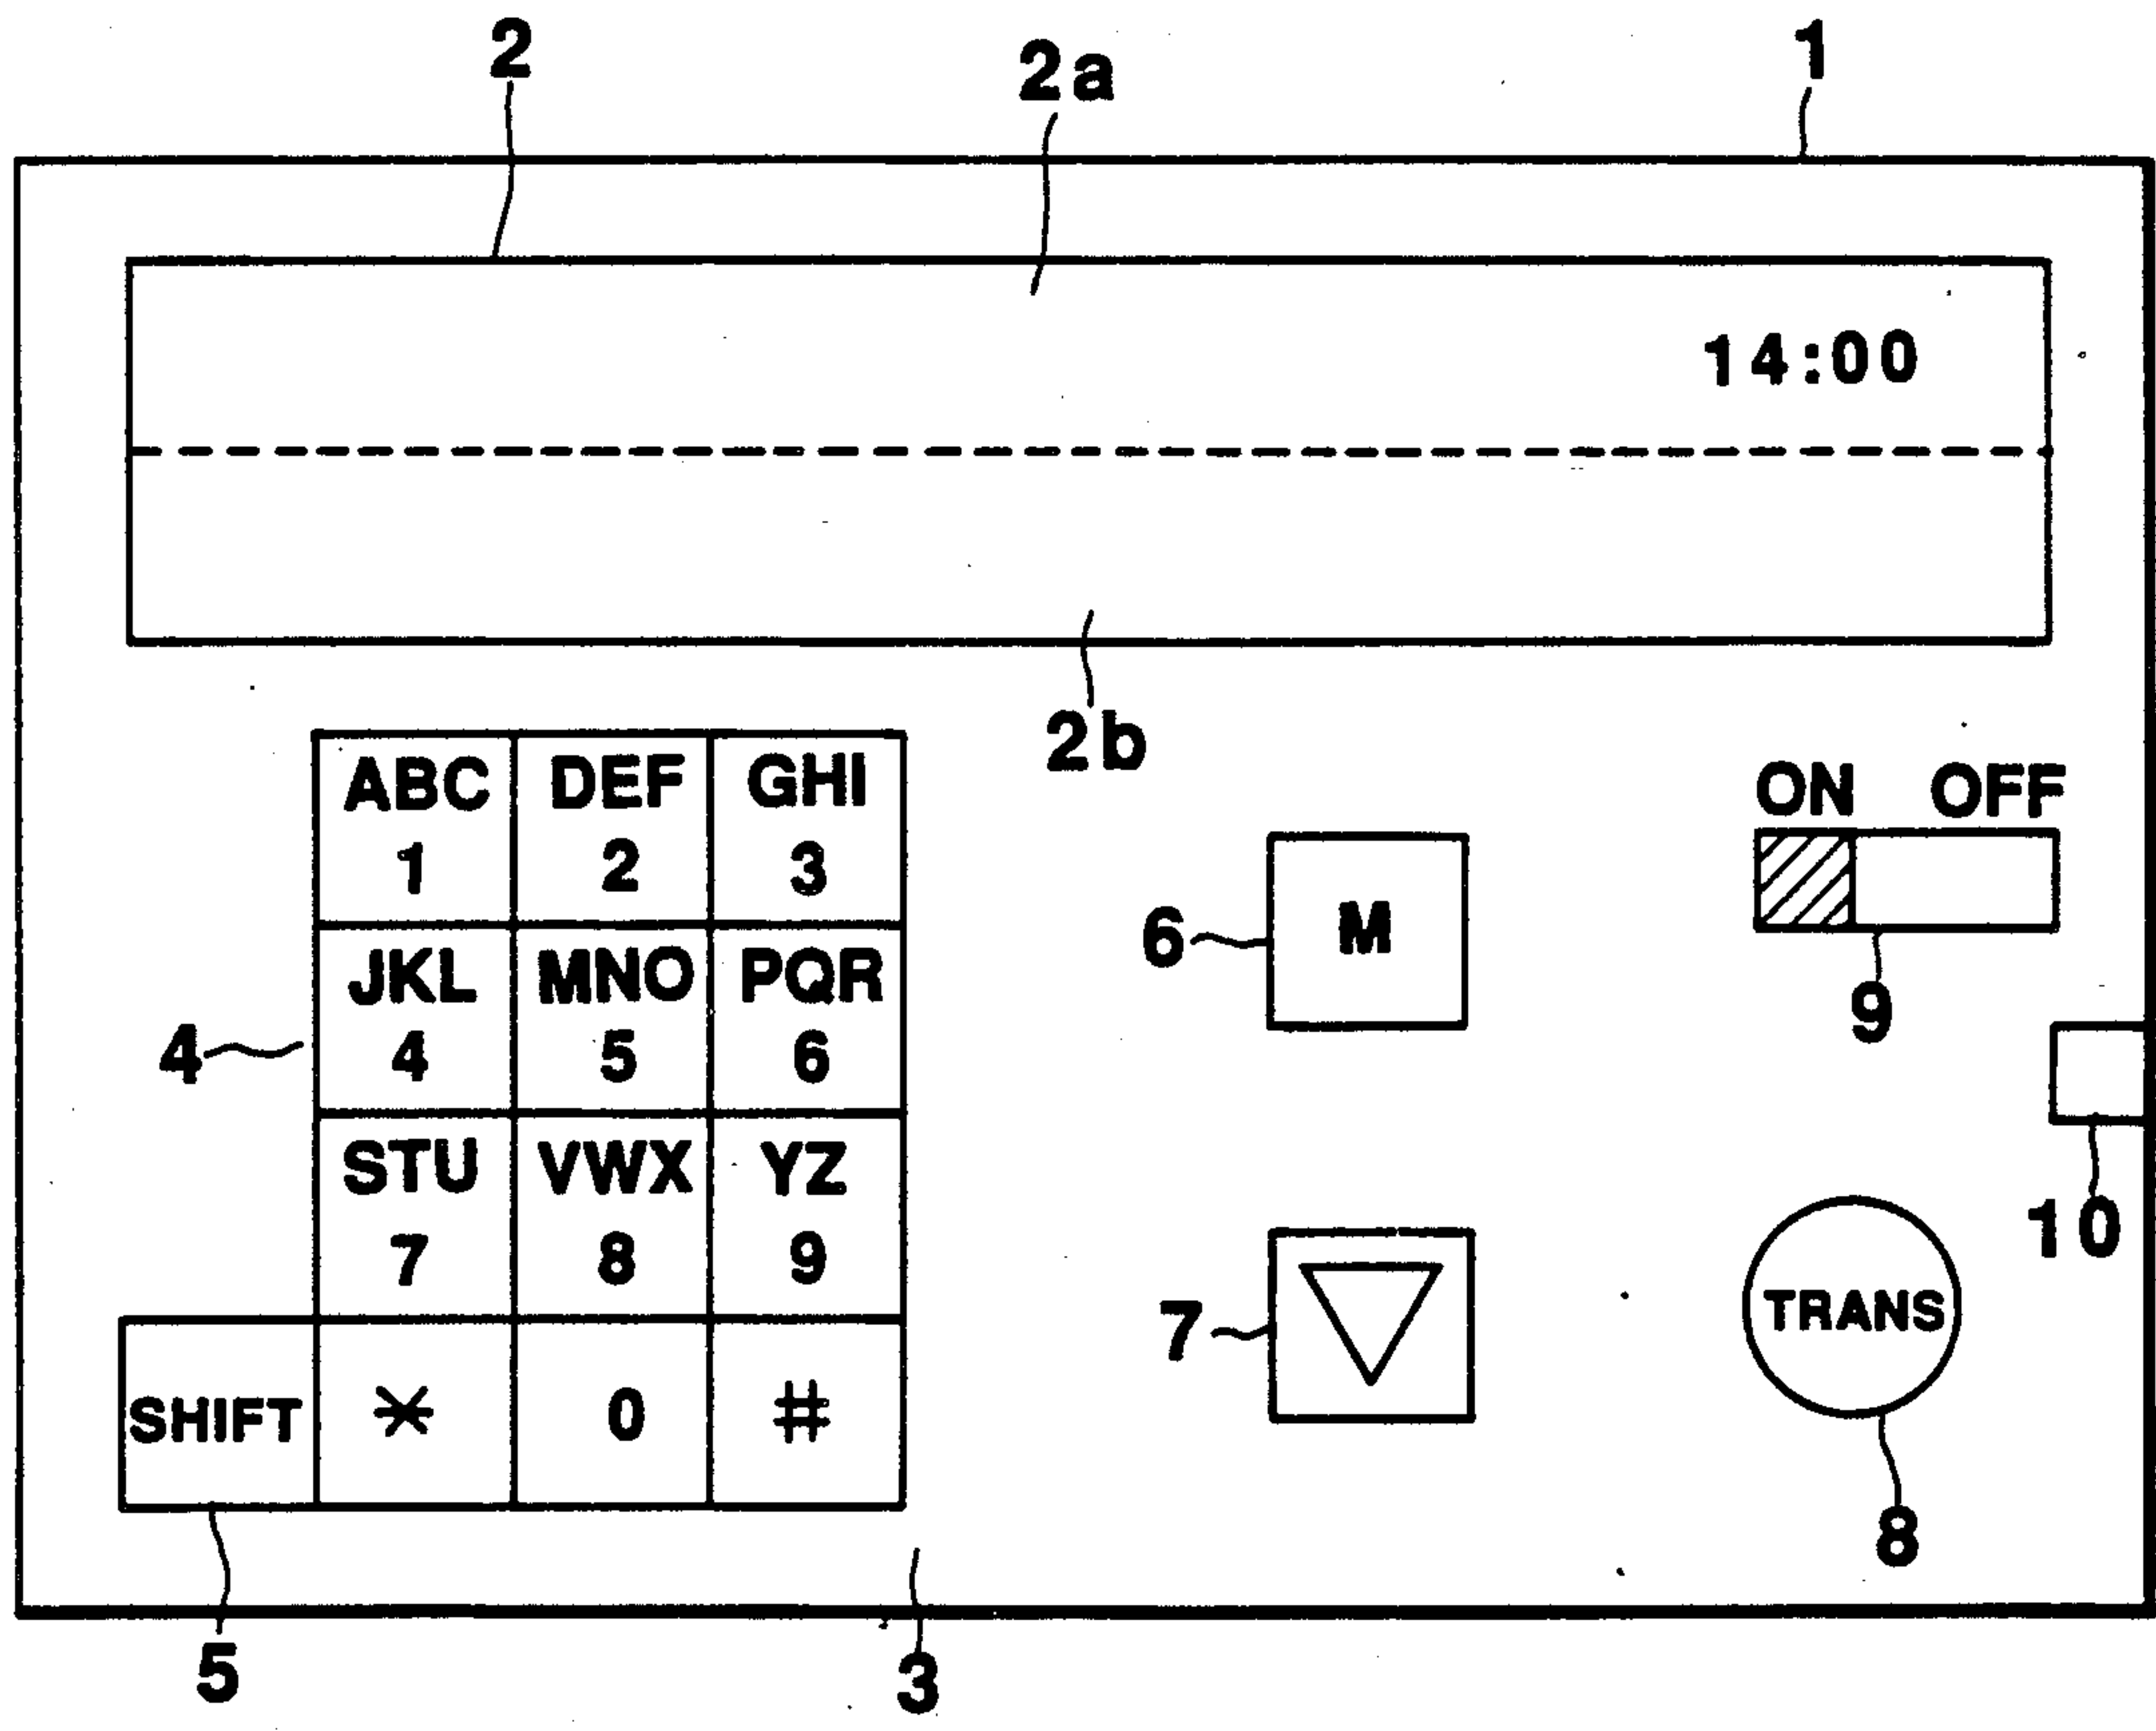 2 2a 1
14:00
2b
ABC DEF GHI
1 2 3
ON OFF
6 M
9
JKL MNO PQR
4 4 5 6
STU VWX YZ
7 8 9
10
7 TRANS
SHIFT * 0 #
8
5 3